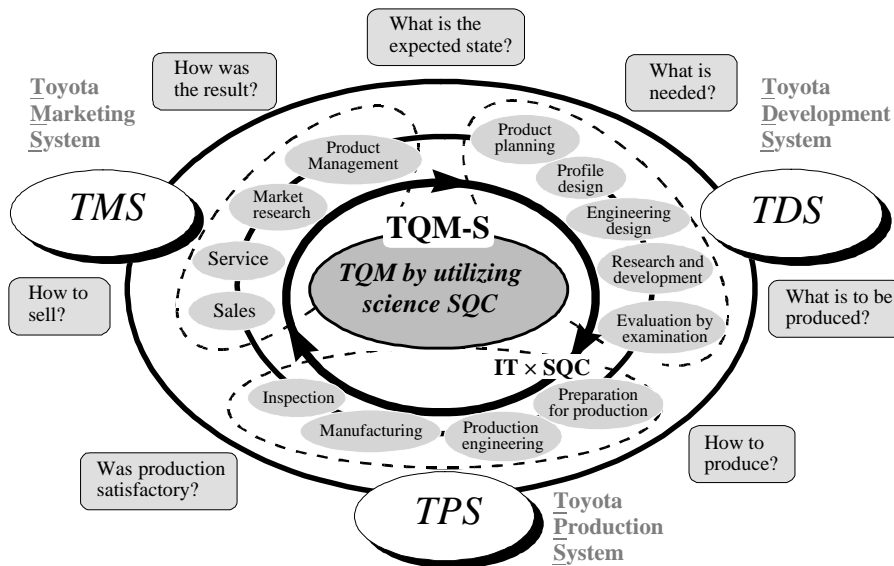 What is the
expected state?
How was
the result?
What is
needed?
Toyota
Marketing
System
Toyota
Development
System
Product
Management
Product
planning
Profile
design
Market
research
Engineering
design
TMS
TDS
TQM-S
Service
Research and
development
TQM by utilizing
science SQC
How to
sell?
Sales
What is to be
produced?
Evaluation by
examination
IT × SQC
Inspection
Preparation
for production
Manufacturing
Production
engineering
How to
produce?
Was production
satisfactory?
TPS
Toyota
Production
System